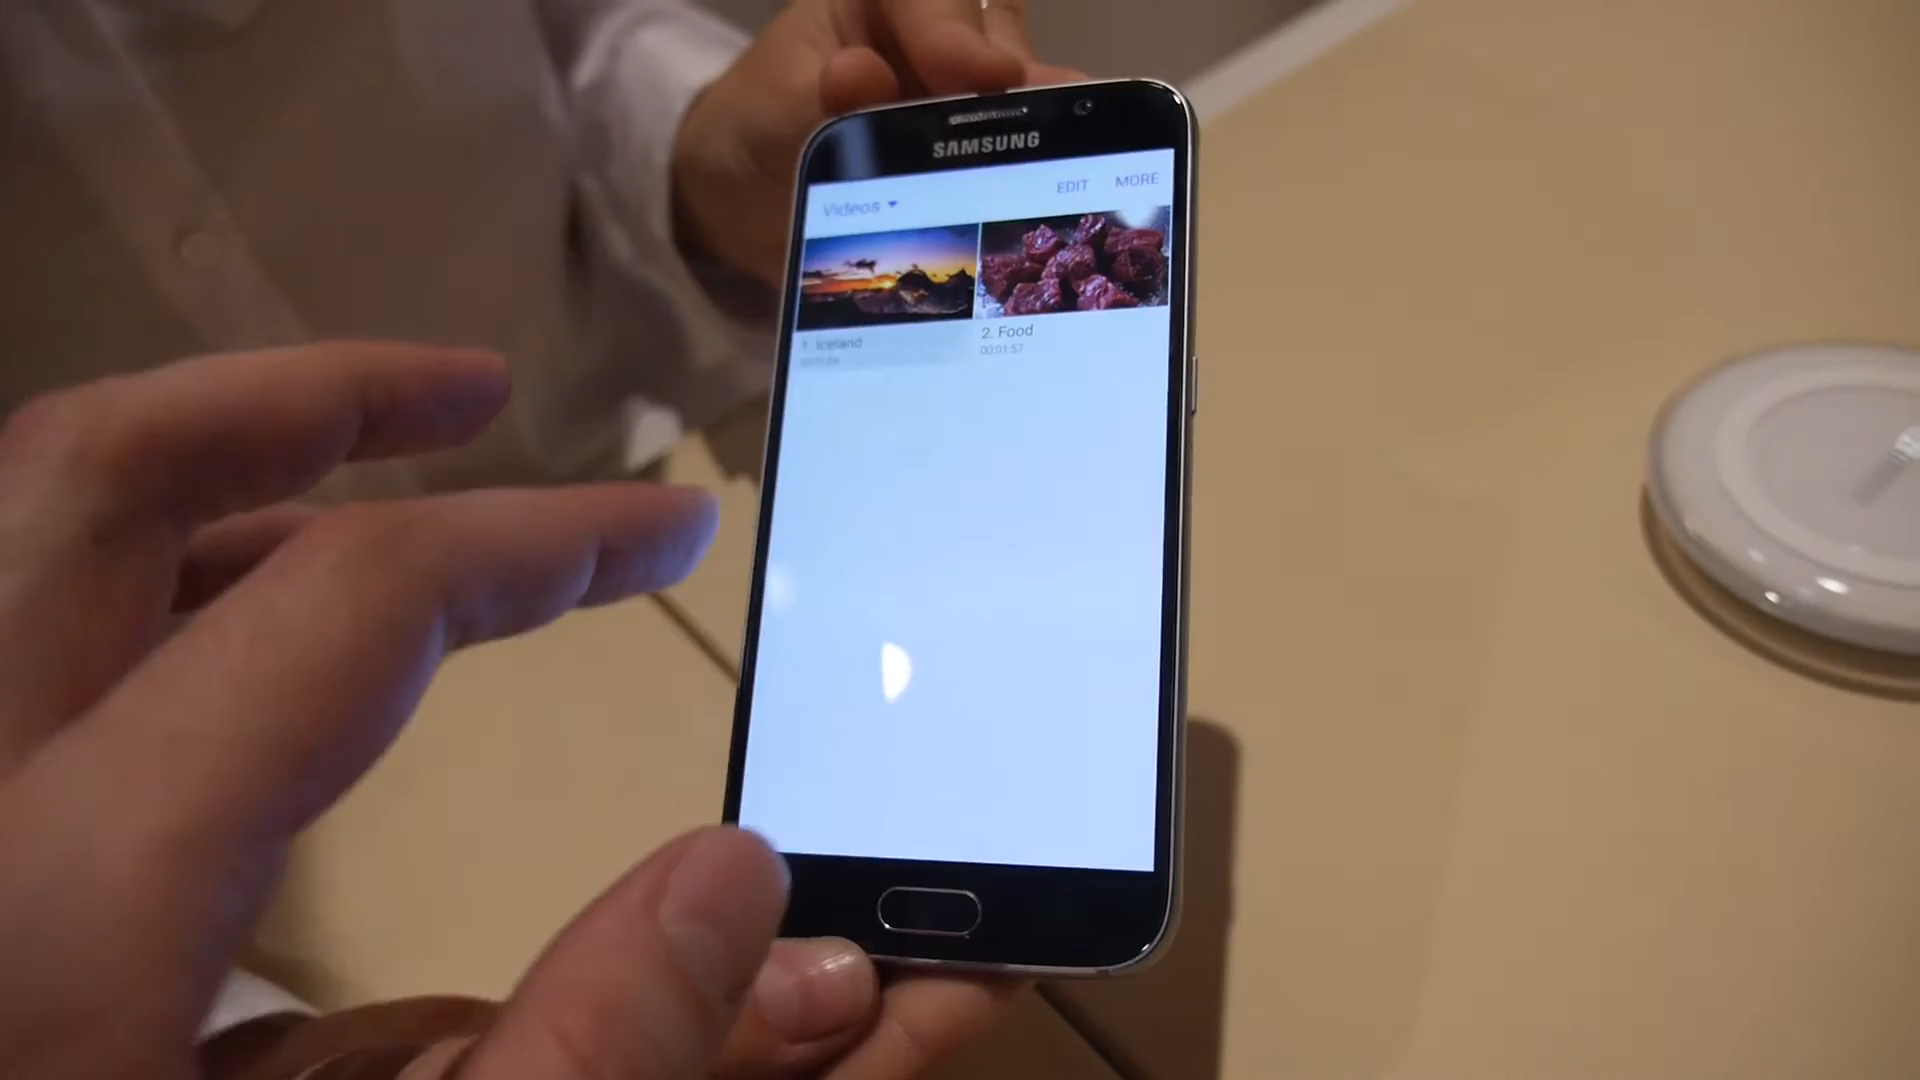 SAMSUNG
EDIT MORE
Videos
1. Iceland
2. Food
00:01:57